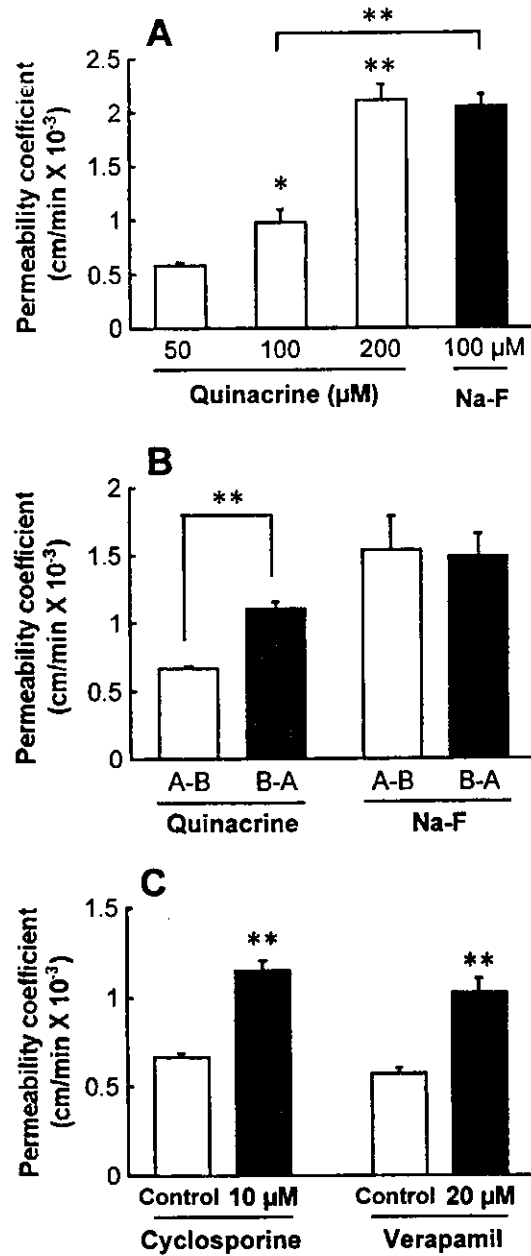 A
**
**
*
Permeability coefficient
(cm/min X 10-3)
2.5
2
1.5
1
0.5
0
50 100 200 100 µM
Quinacrine (µM) Na-F
B
**
Permeability coefficient
(cm/min X 10-3)
2
1.5
1
0.5
0
A-B B-A A-B B-A
Quinacrine Na-F
C
** **
Permeability coefficient
(cm/min X 10-3)
1.5
1
0.5
0
Control 10 µM Control 20 µM
Cyclosporine Verapamil